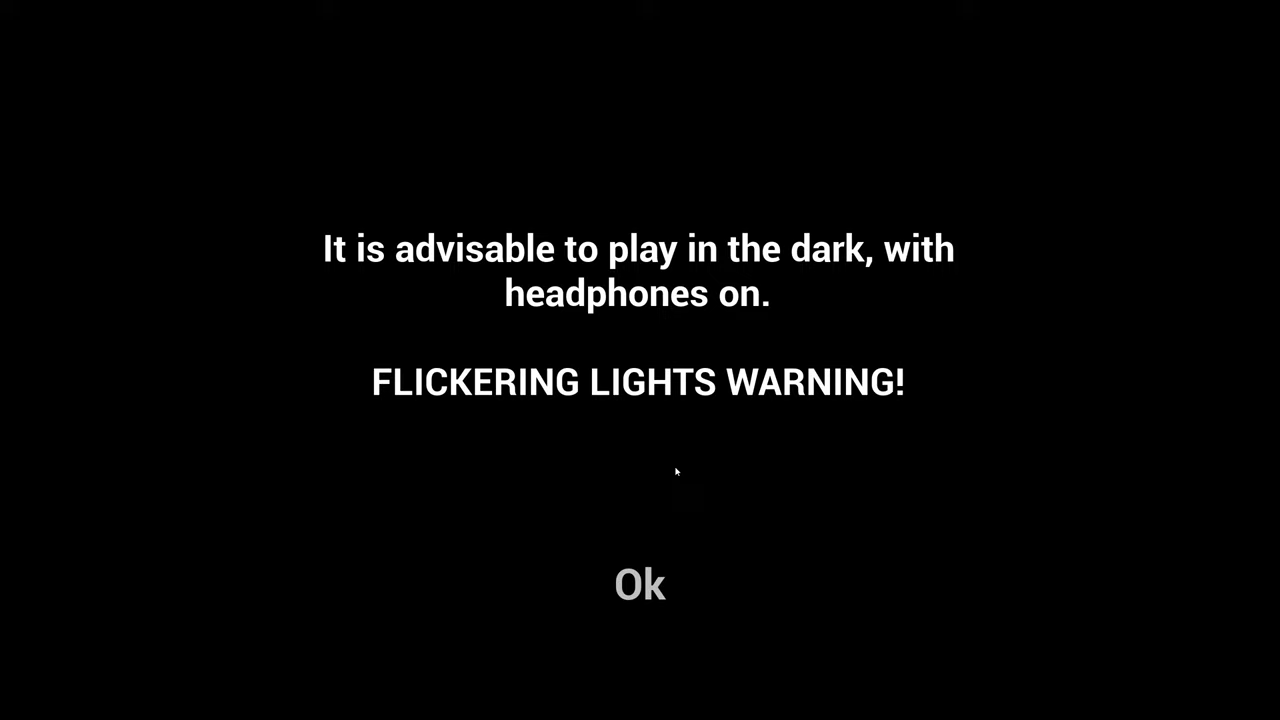 It is advisable to play in the dark, with
headphones on.
FLICKERING LIGHTS WARNING!
Ok